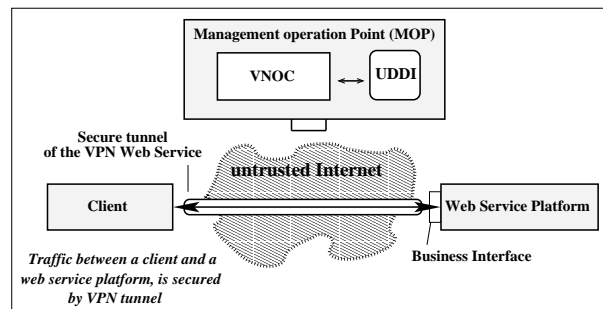 Management operation Point (MOP)
VNOC
UDDI
Secure tunnel
of the VPN Web Service
untrusted Internet
Client
Web Service Platform
Business Interface
Traffic between a client and a
web service platform, is secured
by VPN tunnel